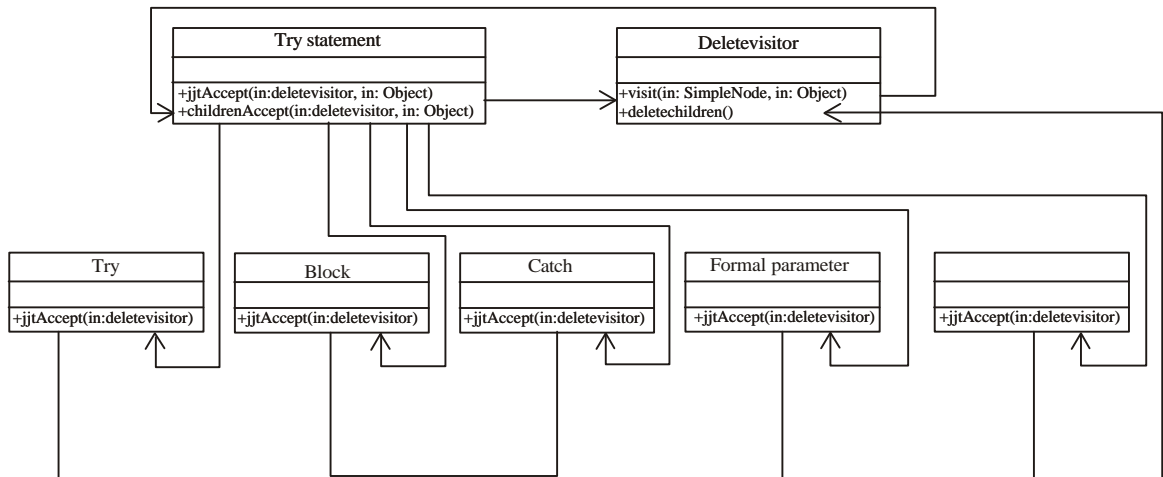 Try statement
+jjtAccept(in:deletevisitor, in: Object)
+childrenAccept(in:deletevisitor, in: Object)
Deletevisitor
+visit(in: SimpleNode, in: Object)
+deletechildren()
Try
+jjtAccept(in:deletevisitor)
Block
+jjtAccept(in:deletevisitor)
Catch
+jjtAccept(in:deletevisitor)
Formal parameter
+jjtAccept(in:deletevisitor)
+jjtAccept(in:deletevisitor)